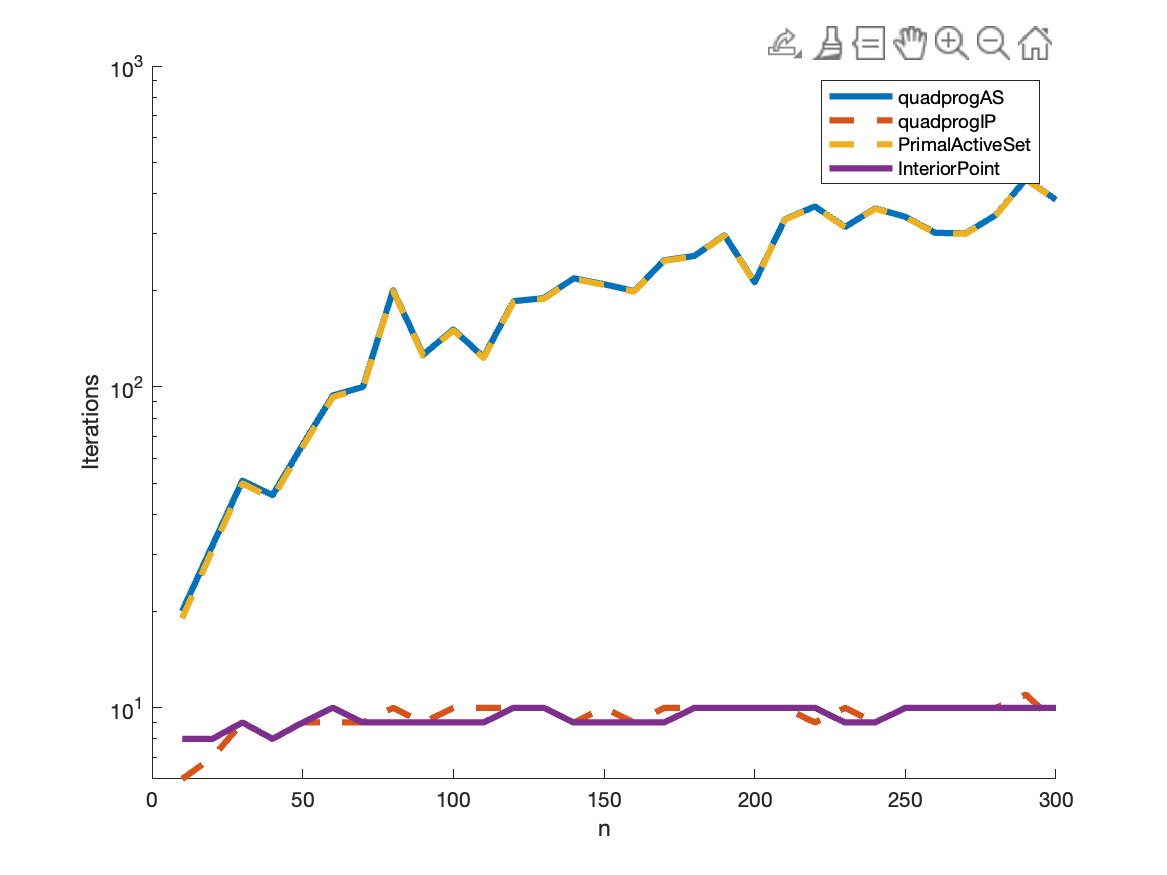 10³
quadprogAS
quadprogIP
PrimalActiveSet
InteriorPoint
10²
Iterations
10¹
0 50 100 150 200 250 300
n